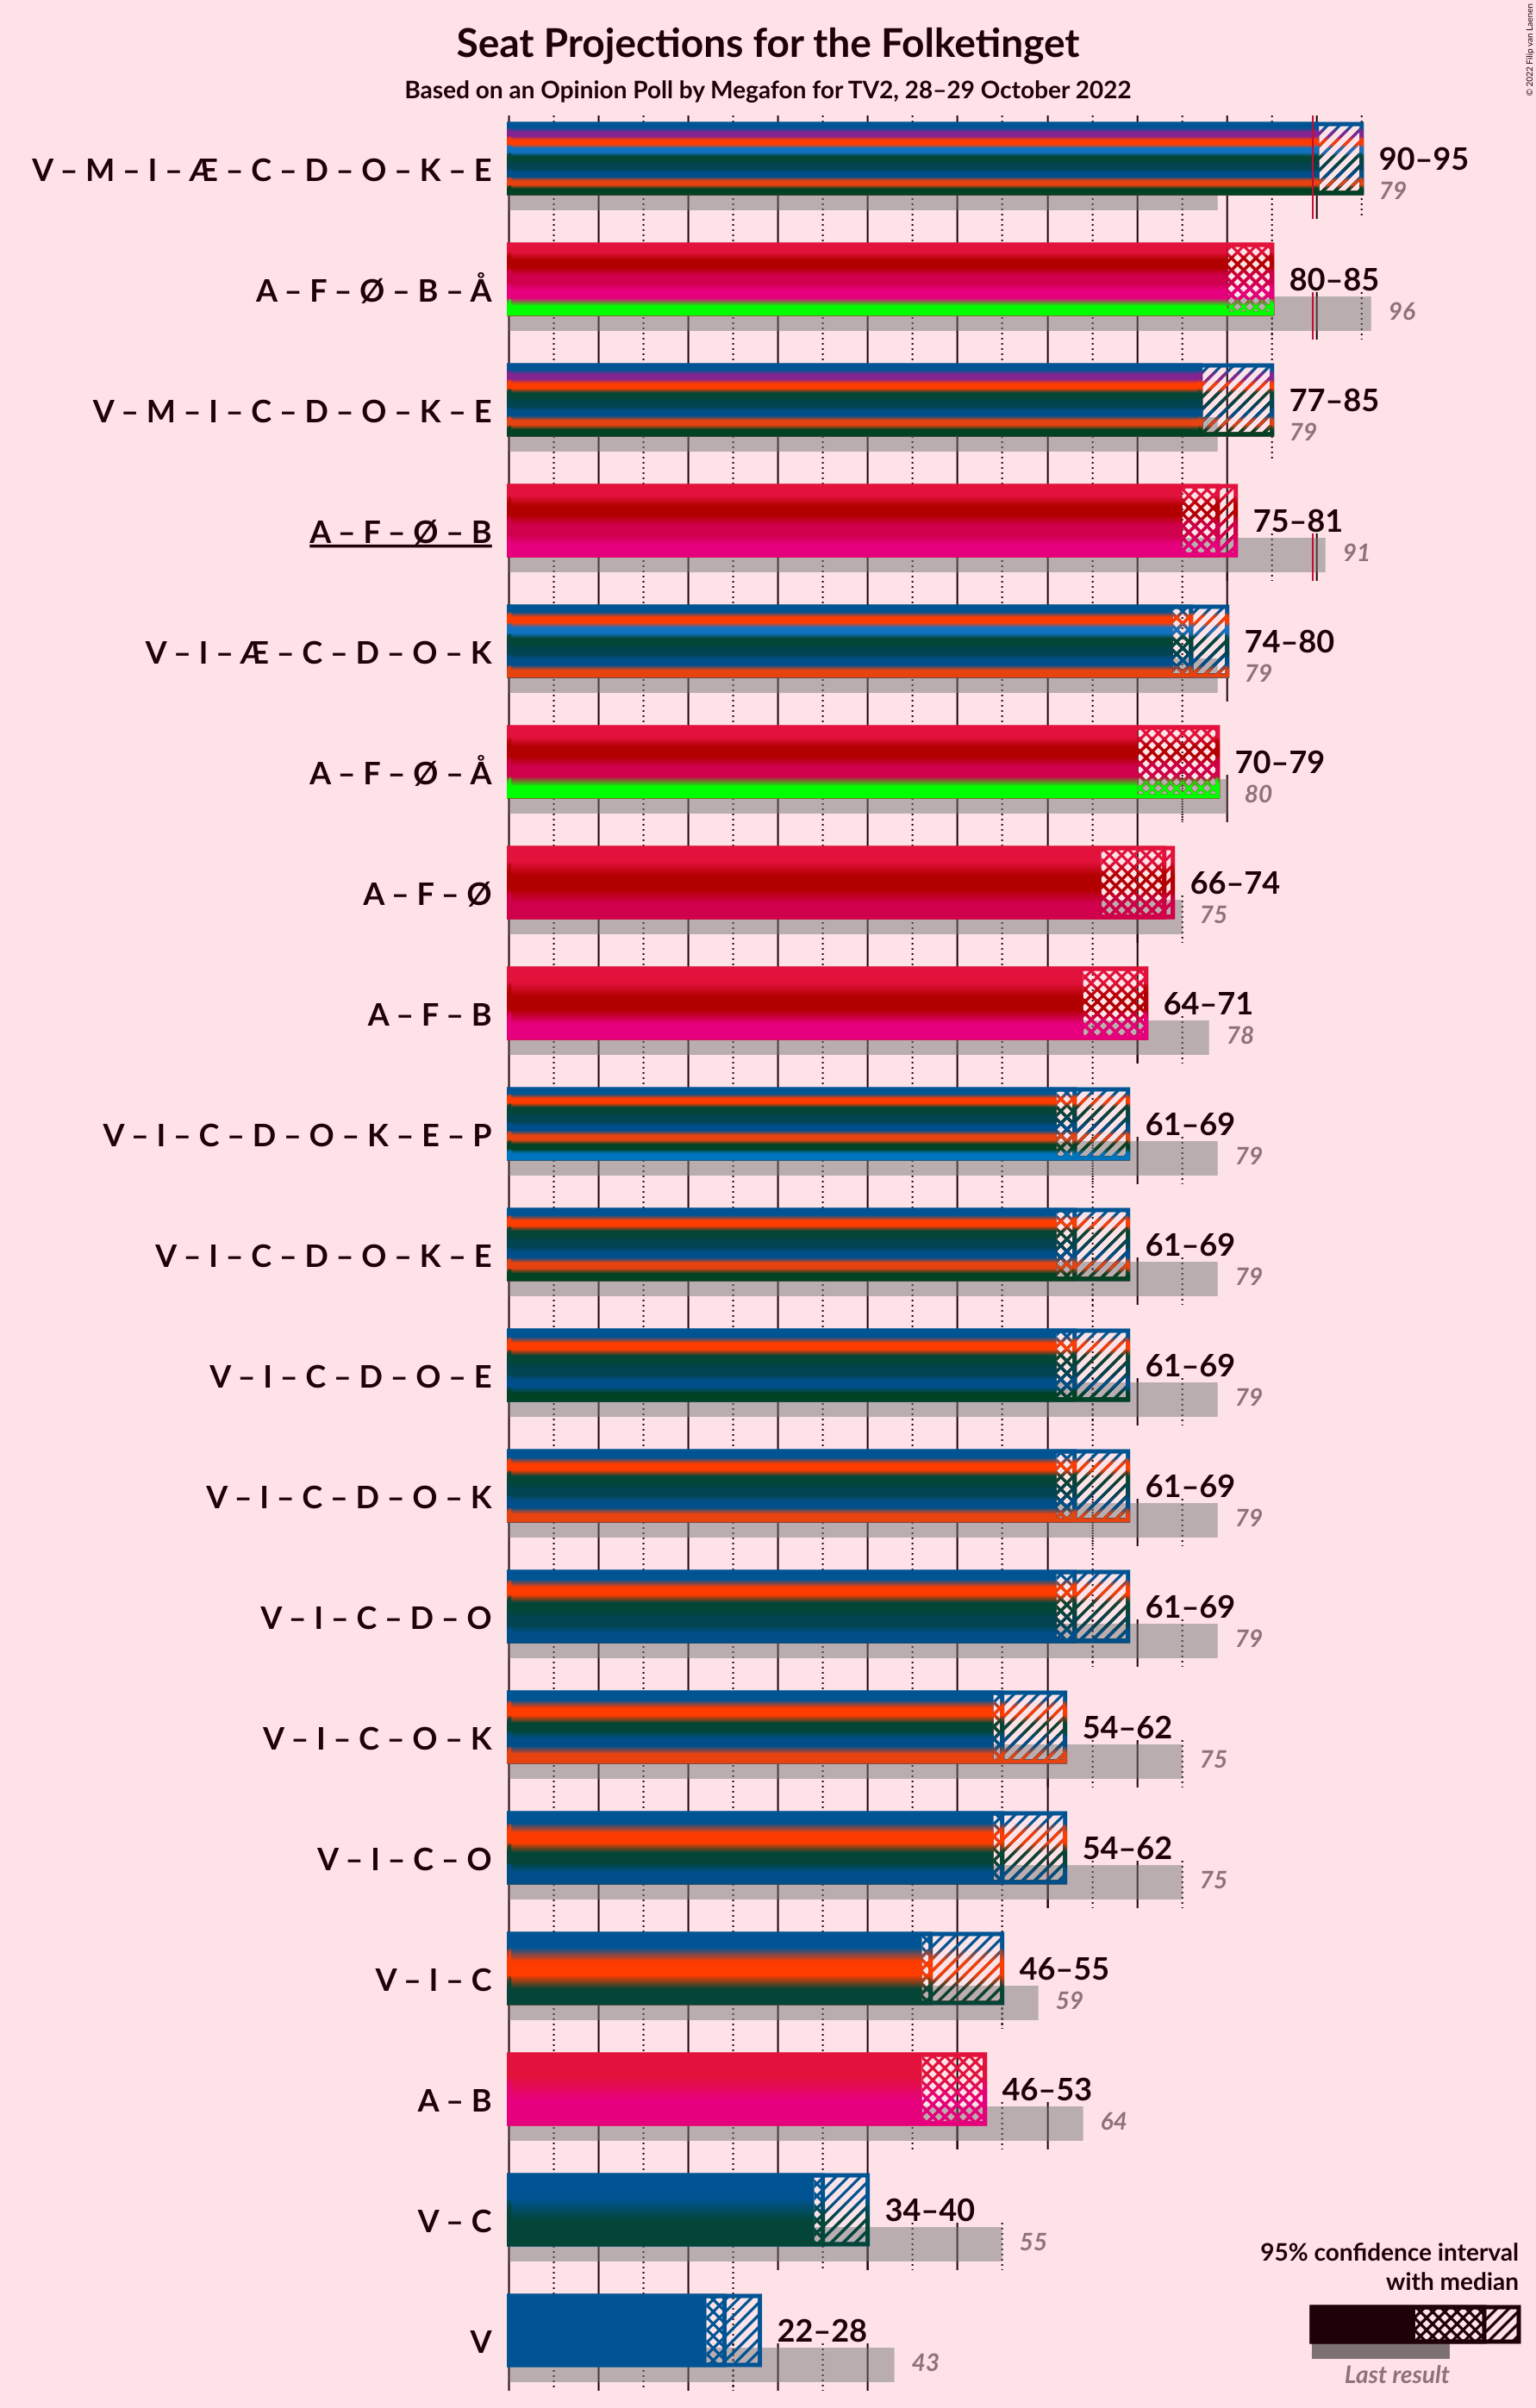 Seat Projections for the Folketinget
Based on an Opinion Poll by Megafon for TV2, 28–29 October 2022
© 2022 Filip van Laenen
V – M – I – Æ – C – D – O – K – E
90–95
79
A – F – Ø – B – Å
80–85
96
V – M – I – C – D – O – K – E
77–85
79
A – F – Ø – B
75–81
91
V – I – Æ – C – D – O – K
74–80
79
A – F – Ø – Å
70–79
80
A – F – Ø
66–74
75
A – F – B
64–71
78
V – I – C – D – O – K – E – P
61–69
79
V – I – C – D – O – K – E
61–69
79
V – I – C – D – O – E
61–69
79
V – I – C – D – O – K
61–69
79
V – I – C – D – O
61–69
79
V – I – C – O – K
54–62
75
V – I – C – O
54–62
75
V – I – C
46–55
59
A – B
46–53
64
V – C
34–40
55
V
22–28
43
95% confidence interval
with median
Last result